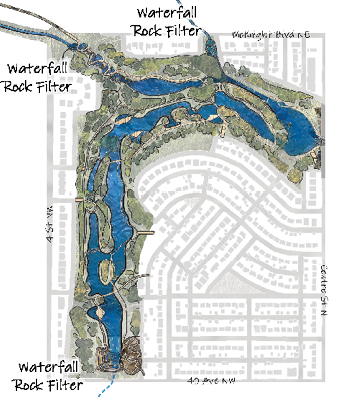 Waterfall
Rock Filter
McKnight Blvd NE
Waterfall
Rock Filter
4 St NW
Centre St N
Waterfall
Rock Filter
40 Ave NW